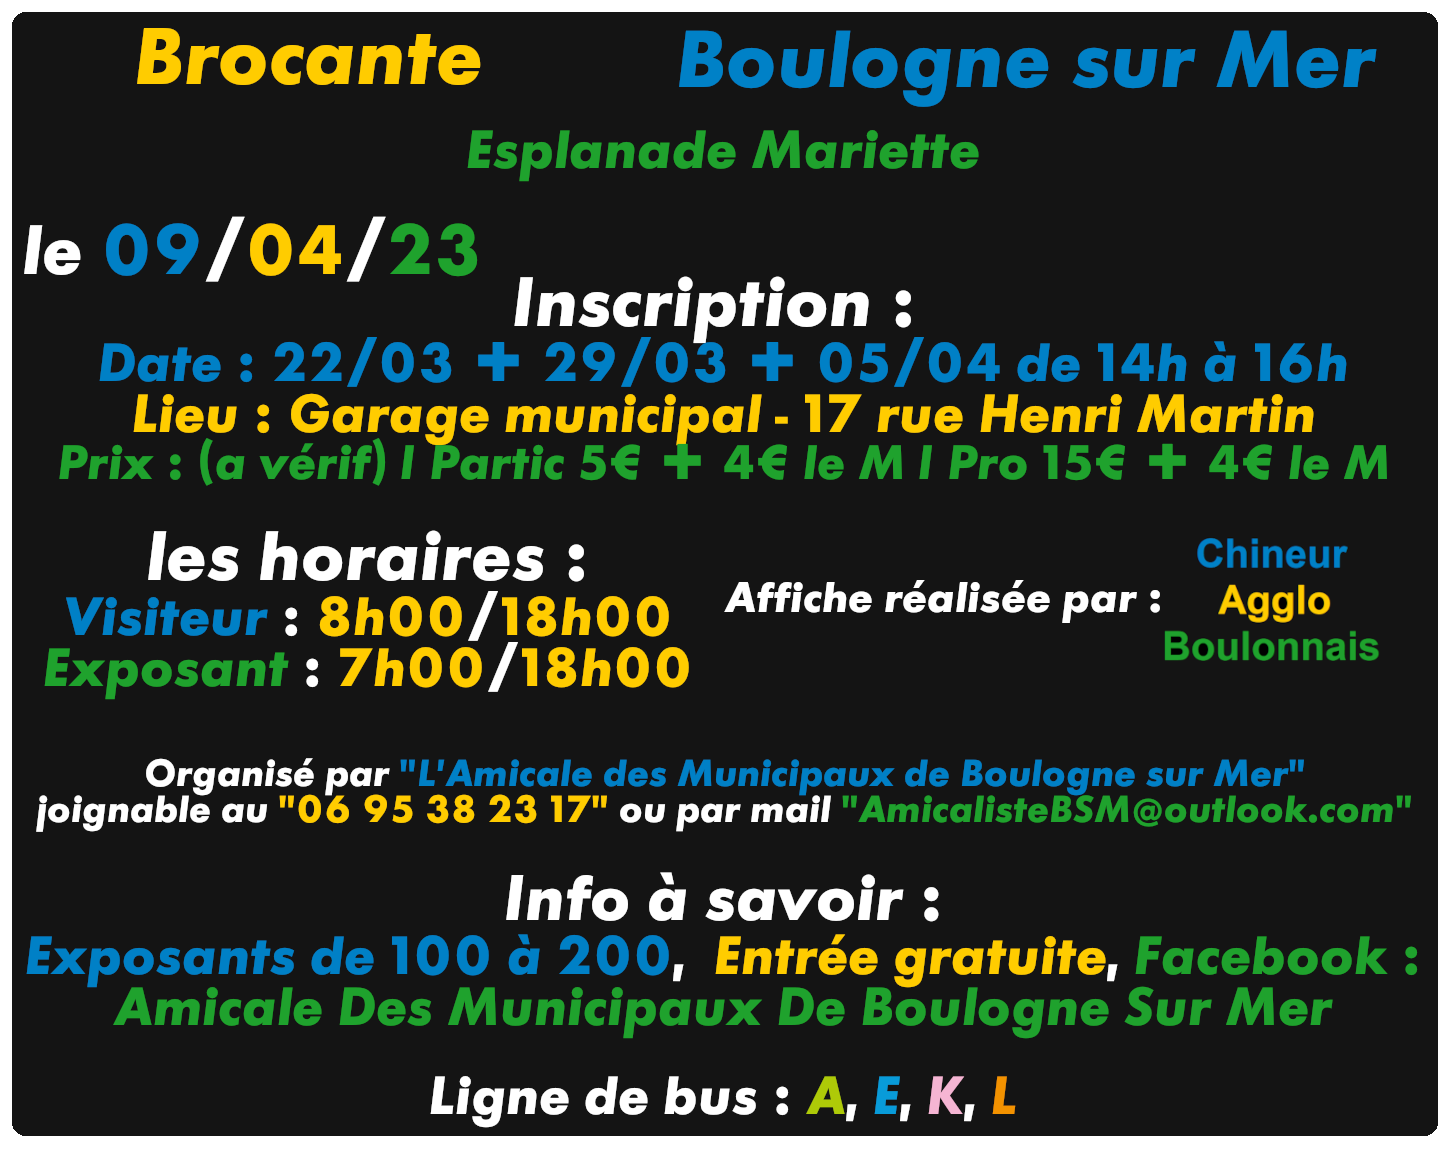 Brocante Boulogne sur Mer
Esplanade Mariette
le 09/04/23
Inscription :
Date : 22/03 + 29/03 + 05/04 de 14h à 16h
Lieu : Garage municipal - 17 rue Henri Martin
Prix : (a vérif) l Partic 5€ + 4€ le M l Pro 15€ + 4€ le M
les horaires :
Visiteur : 8h00/18h00
Exposant : 7h00/18h00
Affiche réalisée par :
Chineur
Agglo
Boulonnais
Organisé par "L'Amicale des Municipaux de Boulogne sur Mer"
joignable au "06 95 38 23 17" ou par mail "AmicalisteBSM@outlook.com"
Info à savoir :
Exposants de 100 à 200, Entrée gratuite, Facebook :
Amicale Des Municipaux De Boulogne Sur Mer
Ligne de bus : A, E, K, L